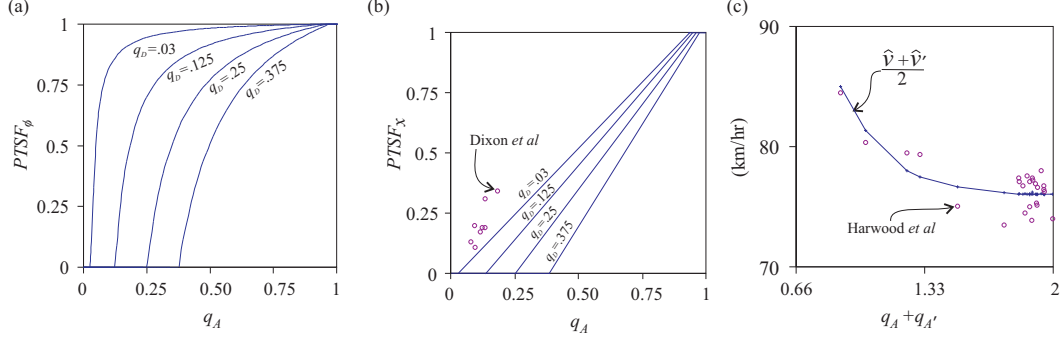 (a)
1
0.75
0.5
0.25
0
PTSFϕ
q_D=.03
q_D=.125
q_D=.25
q_D=.375
0
0.25
0.50
0.75
1
q_A
(b)
1
0.75
0.5
0.25
0
PTSFx
Dixon et al
q_D=.03
q_D=.125
q_D=.25
q_D=.375
0
0.25
0.50
0.75
1
q_A
(c)
90
80
70
(km/hr)
v̂ + v̂′
2
Harwood et al
0.66
1.33
2
q_A + q_A′